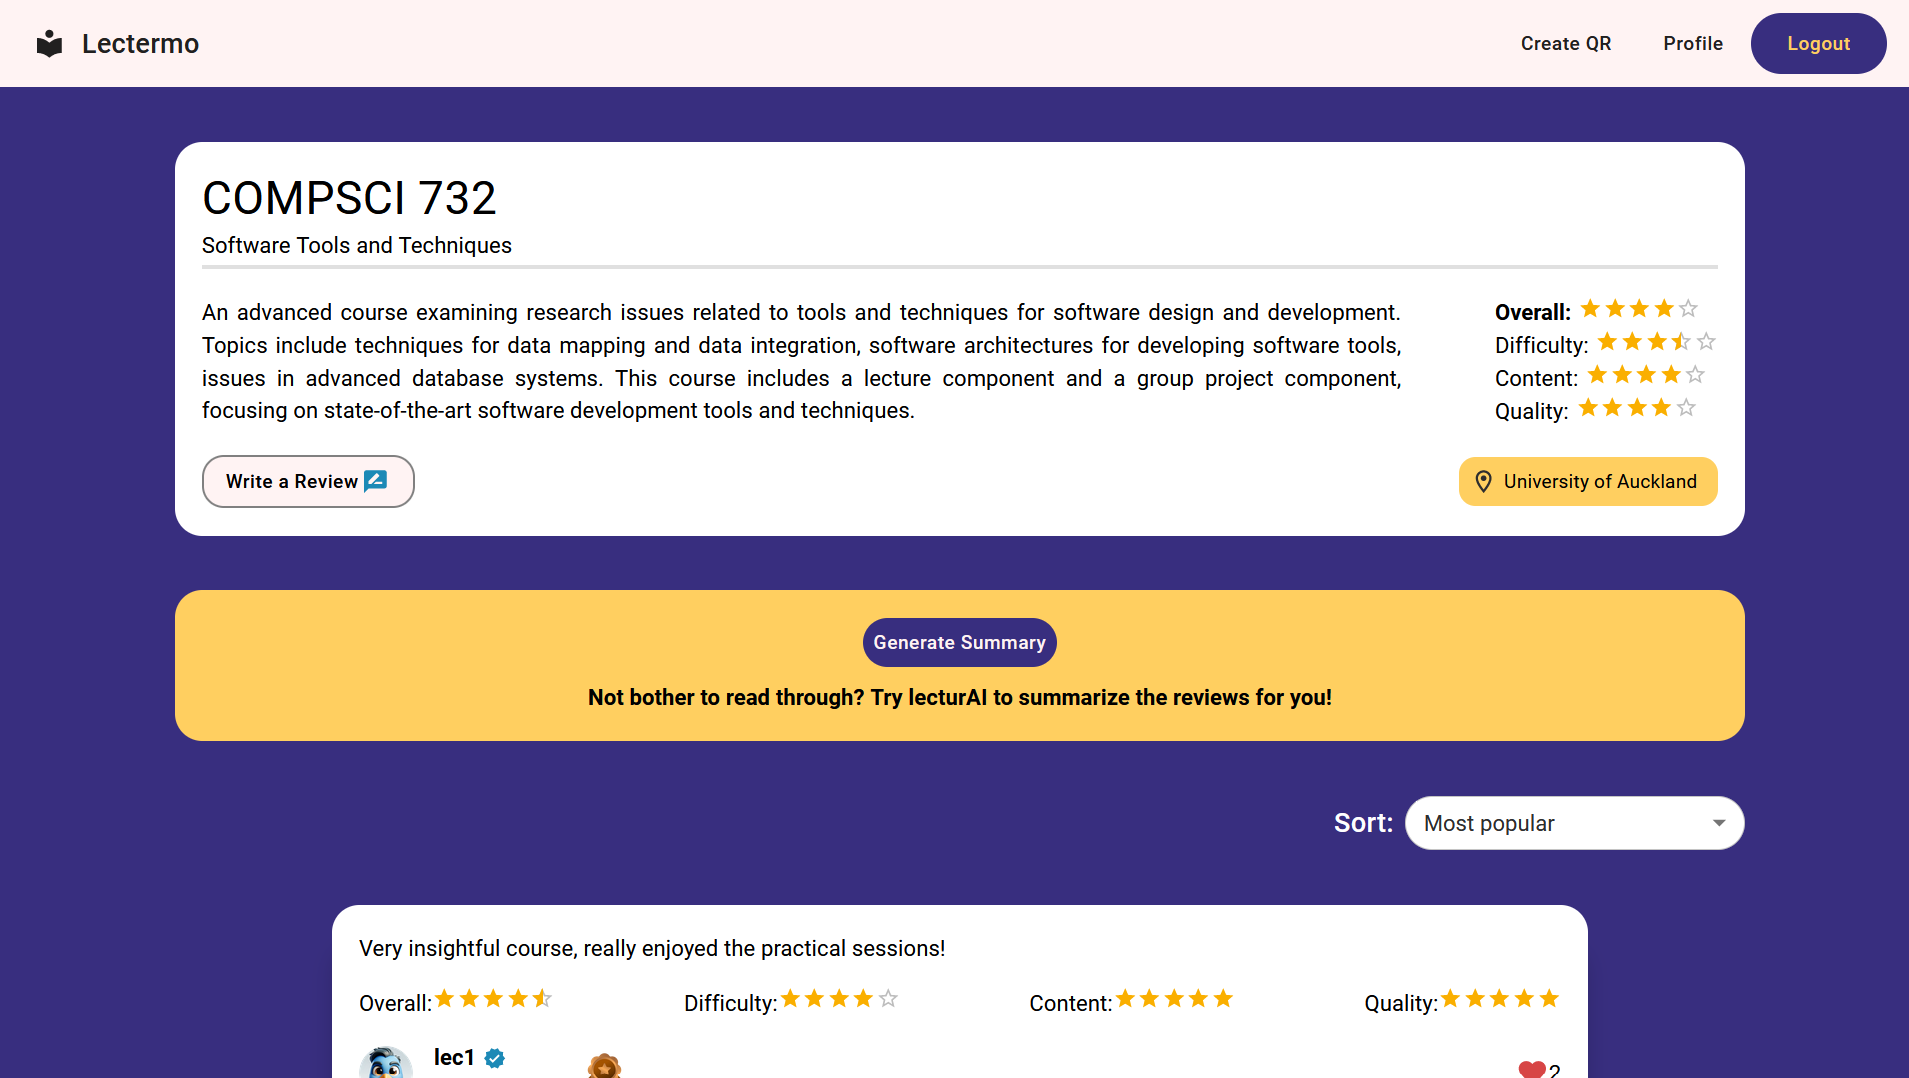 Lectermo
Create QR
Profile
Logout
COMPSCI 732
Software Tools and Techniques
An advanced course examining research issues related to tools and techniques for software design and development.
Topics include techniques for data mapping and data integration, software architectures for developing software tools,
issues in advanced database systems. This course includes a lecture component and a group project component,
focusing on state-of-the-art software development tools and techniques.
Overall:
Difficulty:
Content:
Quality:
Write a Review
University of Auckland
Generate Summary
Not bother to read through? Try lecturAI to summarize the reviews for you!
Sort:
Most popular
Very insightful course, really enjoyed the practical sessions!
Overall:
Difficulty:
Content:
Quality:
lec1
2